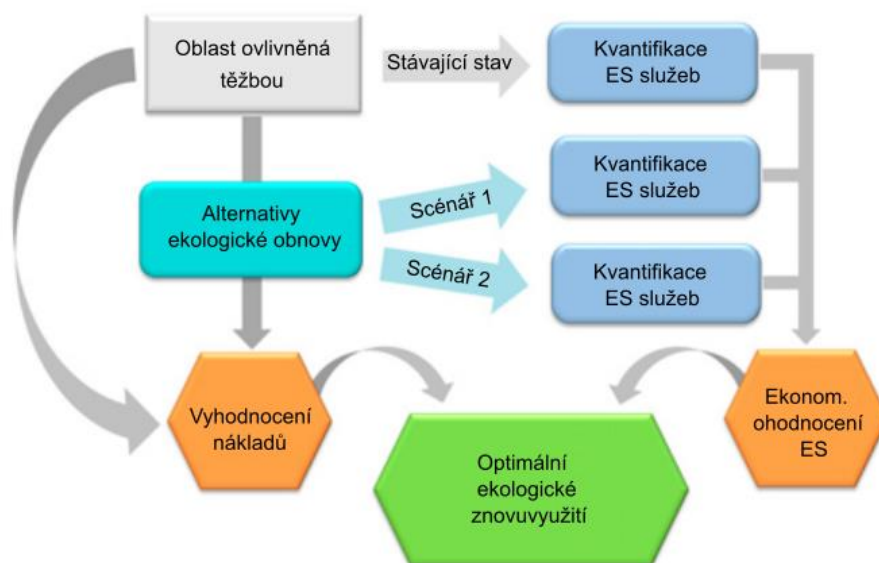 Oblast ovlivněná
těžbou
Stávající stav
Kvantifikace
ES služeb
Alternativy
ekologické obnovy
Scénář 1
Kvantifikace
ES služeb
Scénář 2
Kvantifikace
ES služeb
Vyhodnocení
nákladů
Optimální
ekologické
znovuvyužití
Ekonom.
ohodnocení
ES